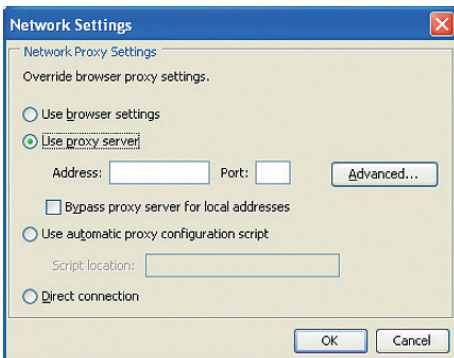 Network Settings
Network Proxy Settings
Override browser proxy settings.
Use browser settings
Use proxy server
Address: Port: Advanced...
Bypass proxy server for local addresses
Use automatic proxy configuration script
Script location:
Direct connection
OK Cancel